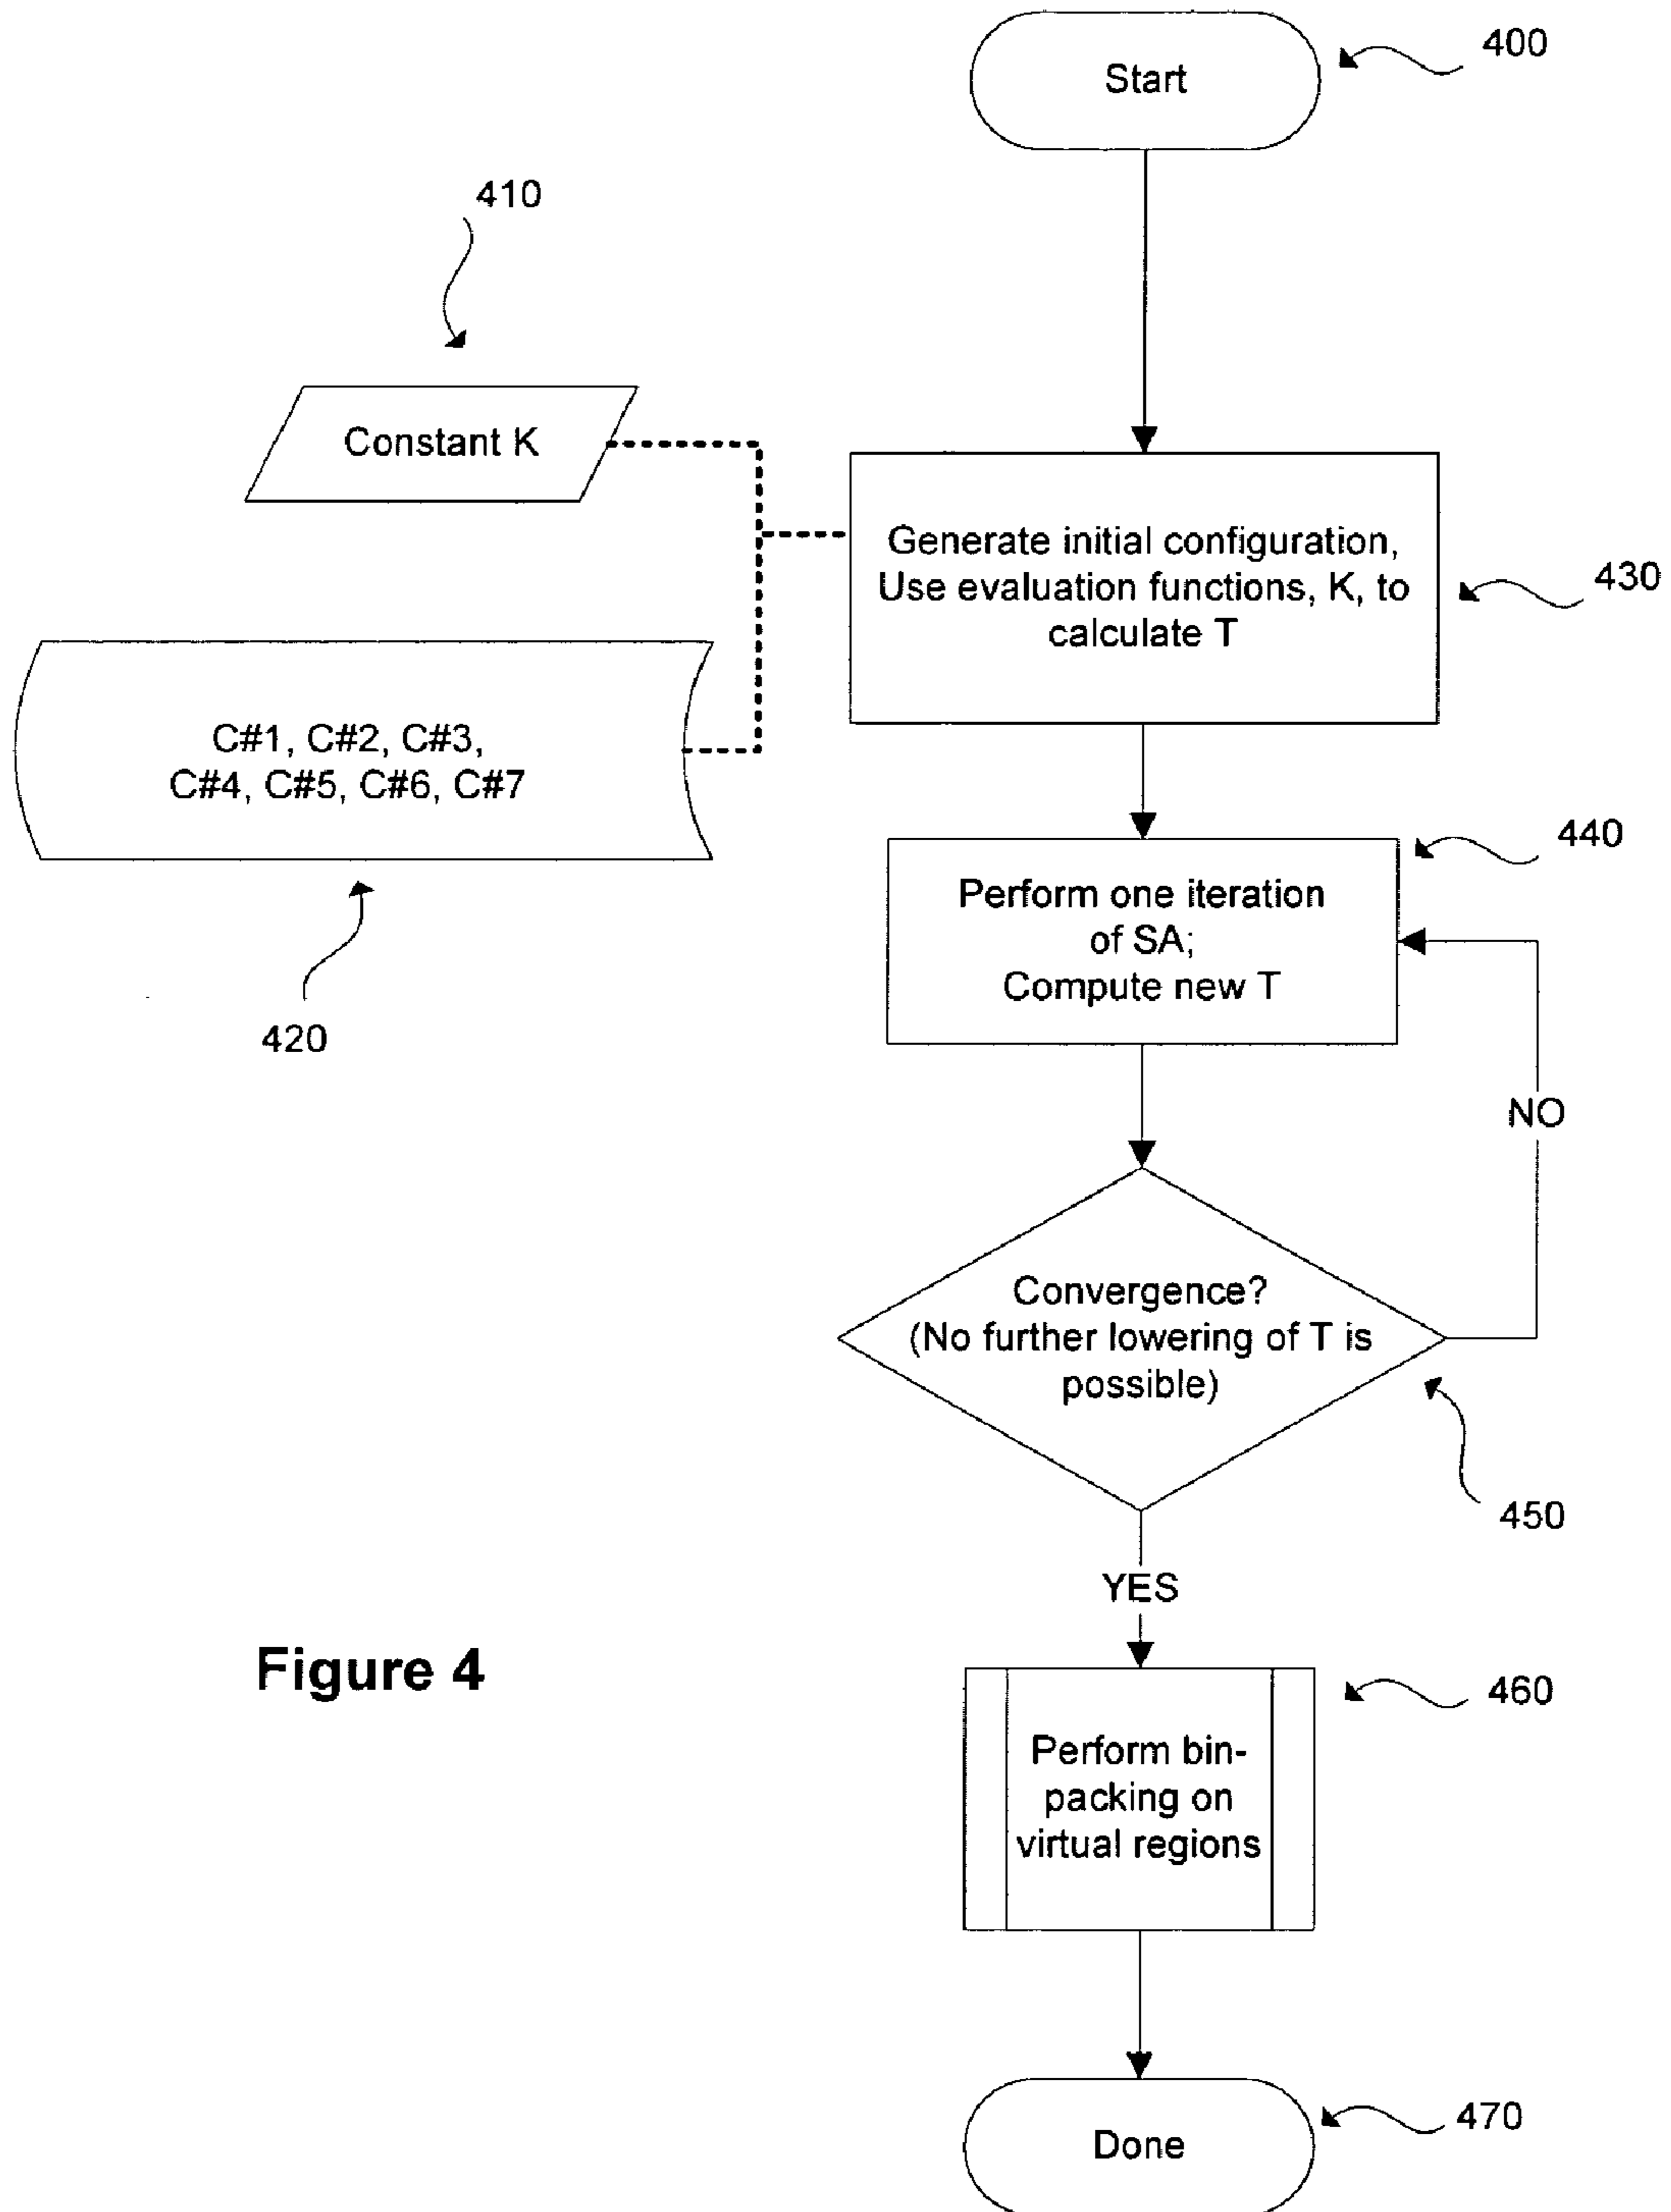 Start
400
410
Constant K
Generate initial configuration,
Use evaluation functions, K, to
calculate T
430
C#1, C#2, C#3,
C#4, C#5, C#6, C#7
420
440
Perform one iteration
of SA;
Compute new T
NO
Convergence?
(No further lowering of T is
possible)
450
YES
Figure 4
460
Perform bin-
packing on
virtual regions
470
Done